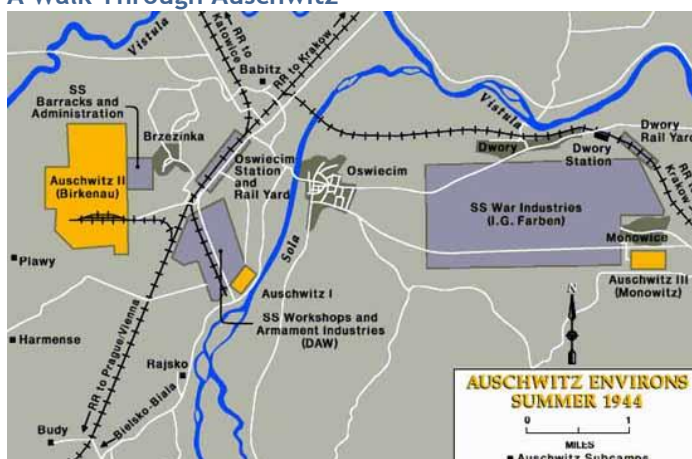 A Walk Through Auschwitz
Vistula
RR to
Katowice
RR to Krakow
Babitz
SS
Barracks and
Administration
Brzezinka
Vistula
Dwory
Rail Yard
Dwory
Dwory
Station
RR to
Krakow
Oswiecim
Station
and
Rail Yard
Oswiecim
Auschwitz II
(Birkenau)
SS War Industries
(I.G. Farben)
Monowice
Sola
Plawy
Auschwitz I
Auschwitz III
(Monowitz)
N
SS Workshops and
Armament Industries
(DAW)
Harmense
RR to Prague/Vienna
Rajsko
Bielsko-Biala
Budy
AUSCHWITZ ENVIRONS
SUMMER 1944
0 1
MILES
Auschwitz Subcamps